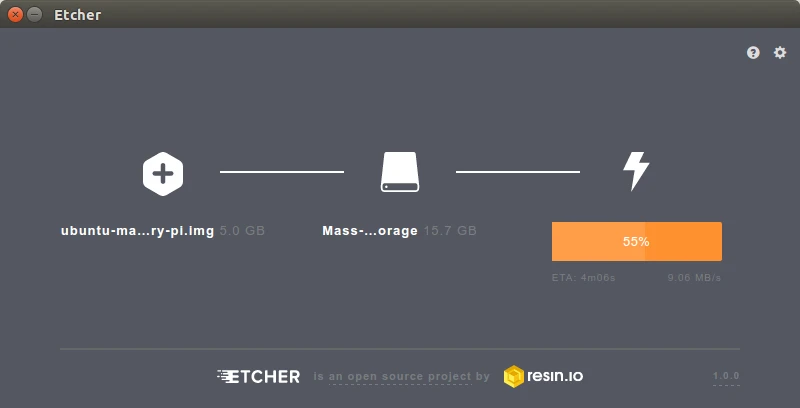 Etcher
ubuntu-ma...ry-pi.img 5.0 GB
Mass-...orage 15.7 GB
55%
ETA: 4m06s 9.06 MB/s
ETCHER is an open source project by resin.io 1.0.0